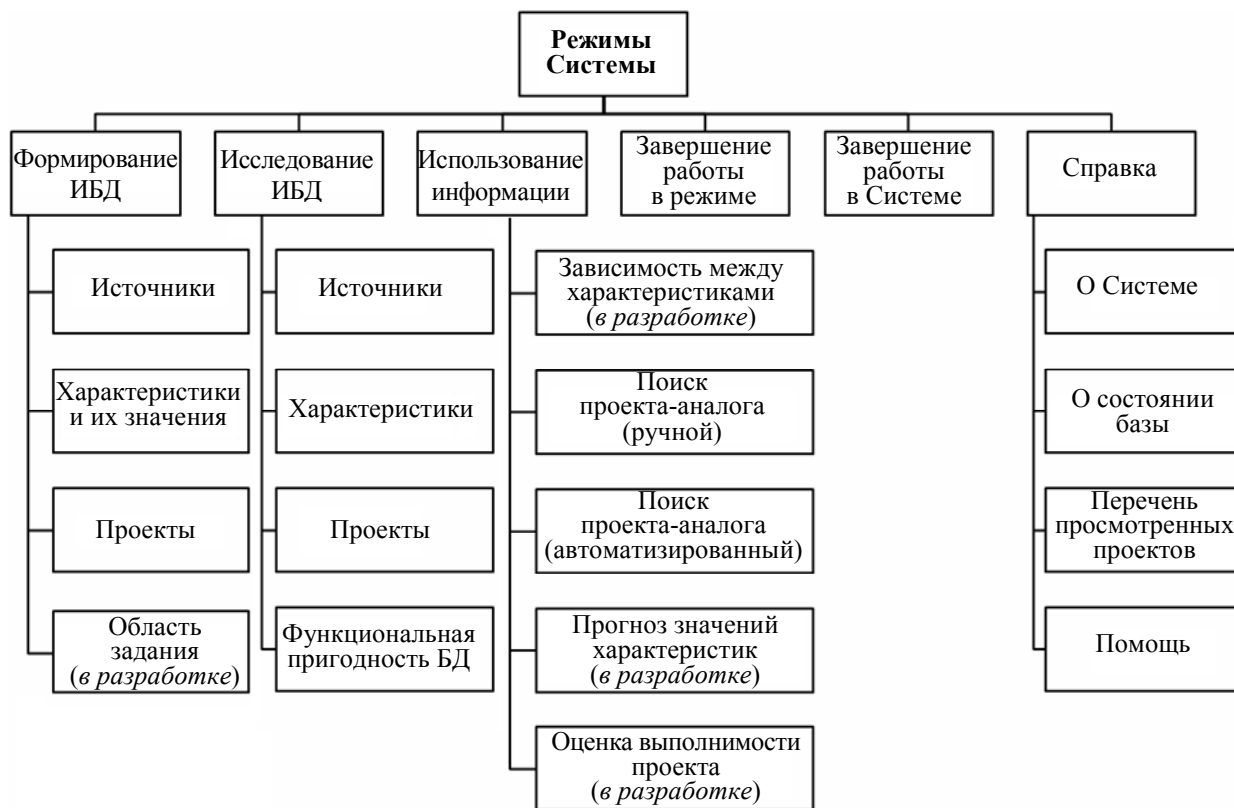 Режимы
Системы
Формирование
ИБД
Исследование
ИБД
Использование
информации
Завершение
работы
в режиме
Завершение
работы
в Системе
Справка
Источники
Характеристики
и их значения
Проекты
Область
задания
(в разработке)
Источники
Характеристики
Проекты
Функциональная
пригодность БД
Зависимость между
характеристиками
(в разработке)
Поиск
проекта-аналога
(ручной)
Поиск
проекта-аналога
(автоматизированный)
Прогноз значений
характеристик
(в разработке)
Оценка выполнимости
проекта
(в разработке)
О Системе
О состоянии
базы
Перечень
просмотренных
проектов
Помощь